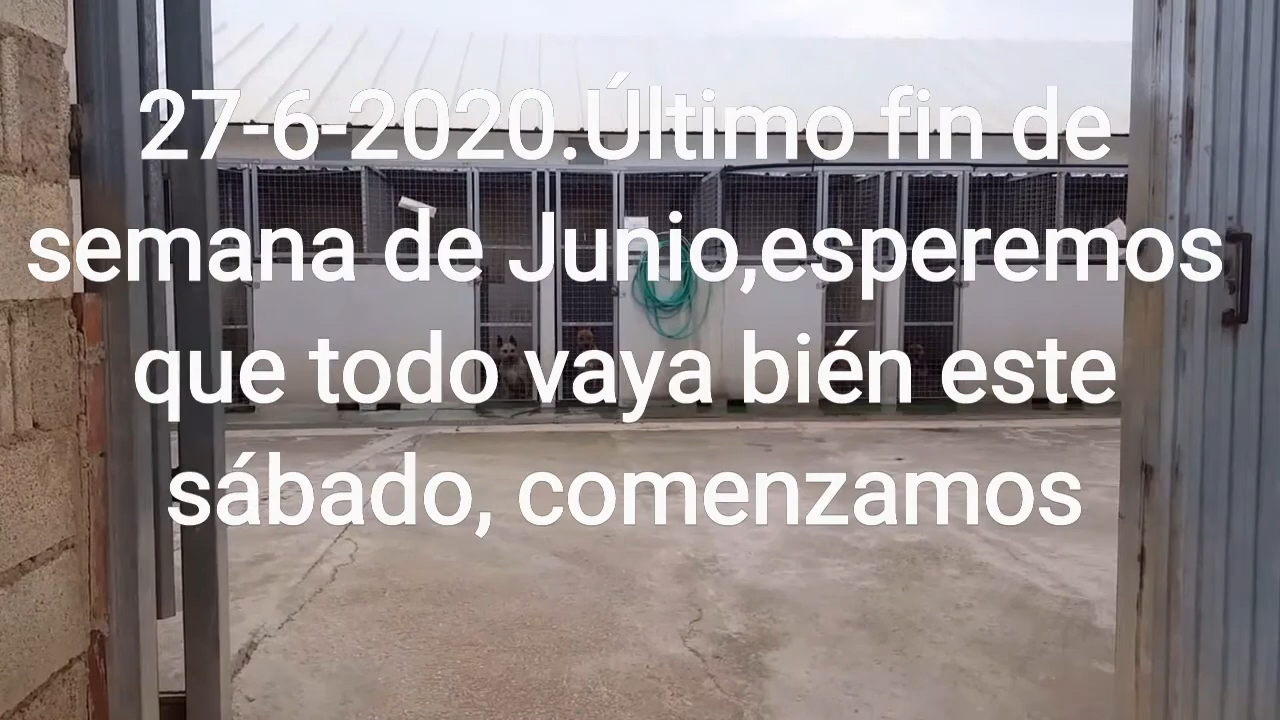 27-6-2020.Último fin de
semana de Junio,esperemos
que todo vaya bién este
sábado, comenzamos